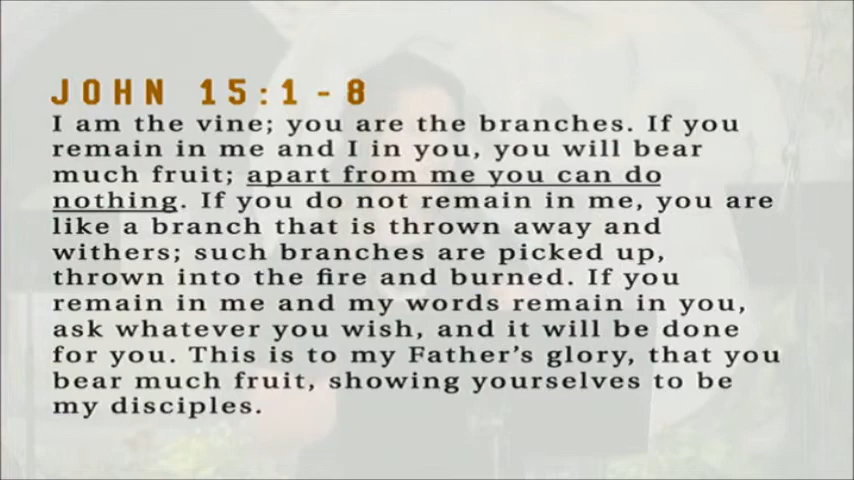 JOHN 15:1-8
I am the vine; you are the branches. If you
remain in me and I in you, you will bear
much fruit; apart from me you can do
nothing. If you do not remain in me, you are
like a branch that is thrown away and
withers; such branches are picked up,
thrown into the fire and burned. If you
remain in me and my words remain in you,
ask whatever you wish, and it will be done
for you. This is to my Father’s glory, that you
bear much fruit, showing yourselves to be
my disciples.